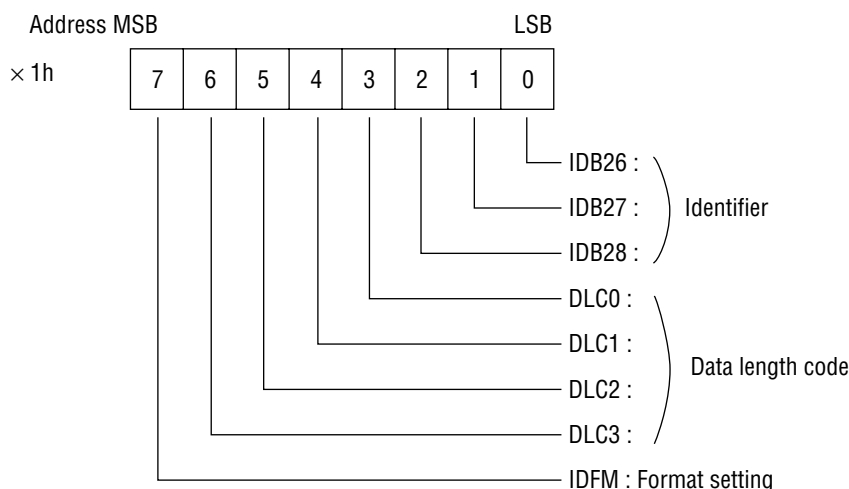 Address MSB LSB
× 1h 7 6 5 4 3 2 1 0
IDB26 :
IDB27 : Identifier
IDB28 :
DLC0 :
DLC1 :
Data length code
DLC2 :
DLC3 :
IDFM : Format setting